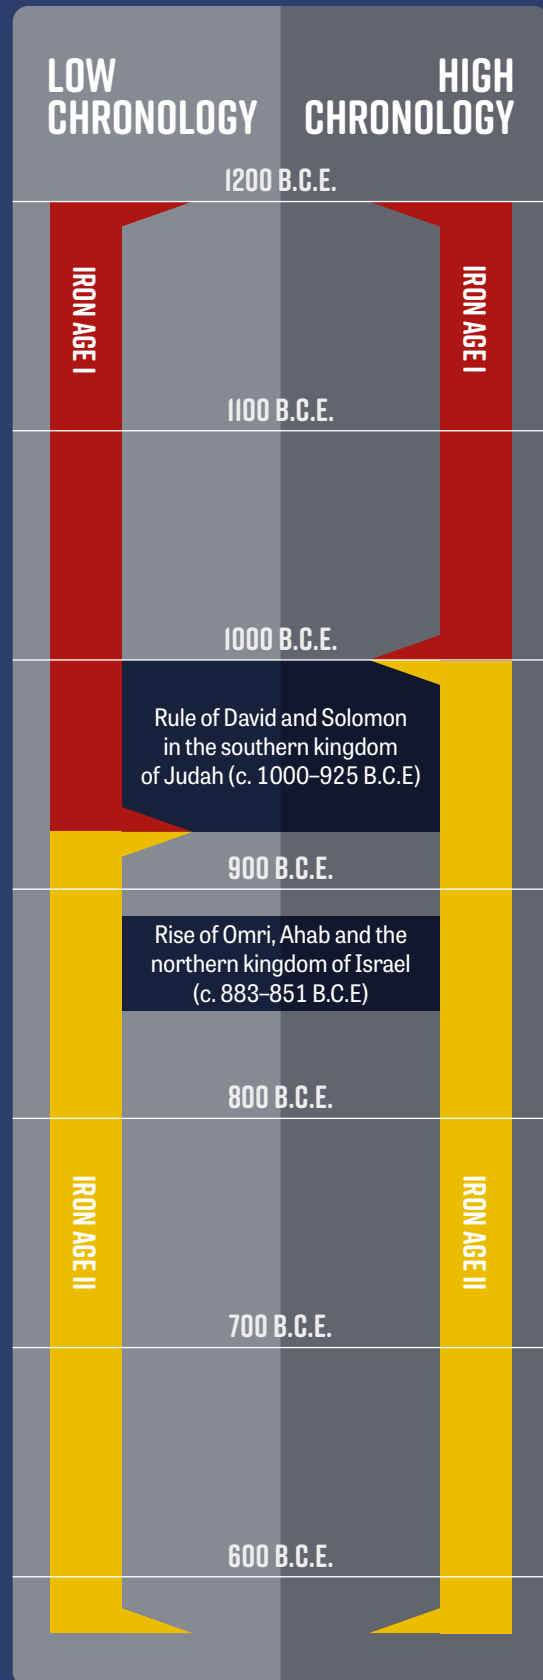 LOW
CHRONOLOGY
HIGH
CHRONOLOGY
1200 B.C.E.
IRON AGE I
IRON AGE I
1100 B.C.E.
1000 B.C.E.
Rule of David and Solomon
in the southern kingdom
of Judah (c. 1000–925 B.C.E)
900 B.C.E.
Rise of Omri, Ahab and the
northern kingdom of Israel
(c. 883–851 B.C.E)
800 B.C.E.
IRON AGE II
IRON AGE II
700 B.C.E.
600 B.C.E.